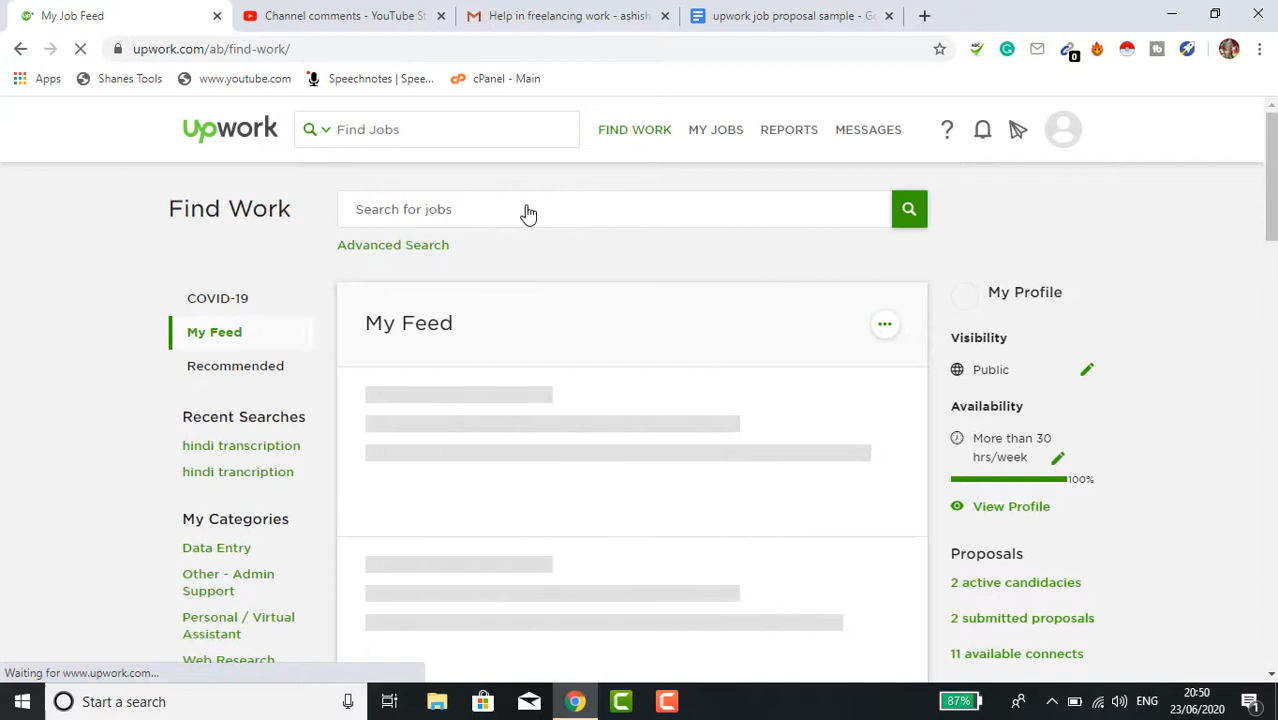 My Job Feed
Channel comments - YouTube S
Help in freelancing work - ashish
upwork job proposal sample - Go
upwork.com/ab/find-work/
0
Apps
Shanes Tools
www.youtube.com
Speechnotes | Spee...
cPanel - Main
upwork
Find Jobs
FIND WORK
MY JOBS
REPORTS
MESSAGES
Find Work
Search for jobs
Advanced Search
COVID-19
My Feed
Recommended
Recent Searches
hindi transcription
hindi trancription
My Categories
Data Entry
Other - Admin
Support
Personal / Virtual
Assistant
Web Research
My Feed
My Profile
Visibility
Public
Availability
More than 30
hrs/week
100%
View Profile
Proposals
2 active candidacies
2 submitted proposals
11 available connects
Waiting for www.upwork.com...
Start a search
87%
ENG
20:50
23/06/2020
1